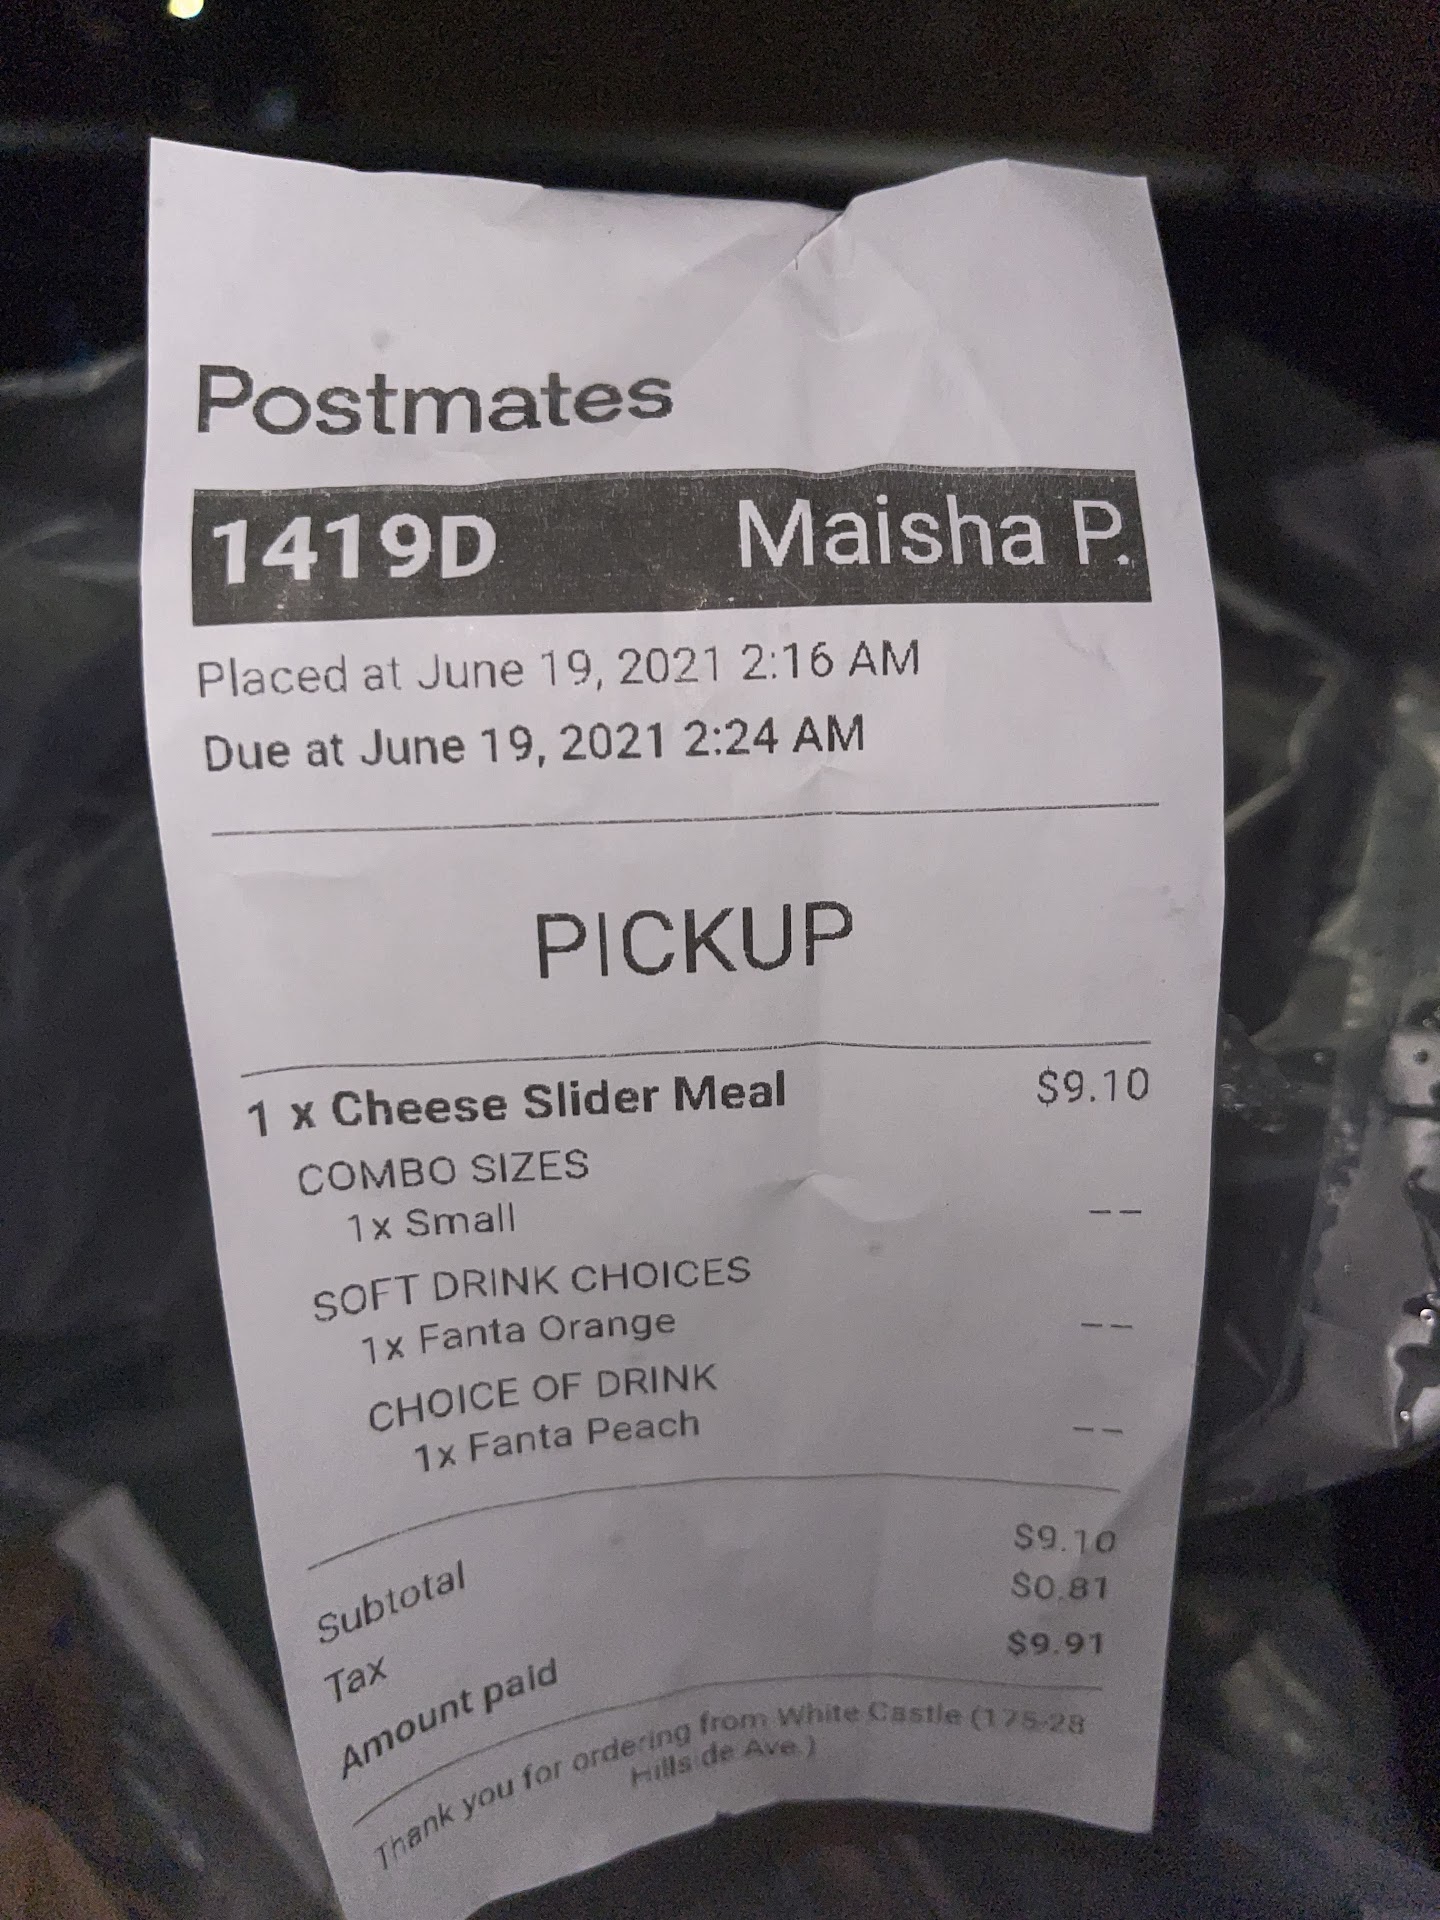 Postmates
1419D Maisha P.
Placed at June 19, 2021 2:16 AM
Due at June 19, 2021 2:24 AM
PICKUP
1 x Cheese Slider Meal $9.10
COMBO SIZES
1x Small --
SOFT DRINK CHOICES
1x Fanta Orange --
CHOICE OF DRINK
1x Fanta Peach --
Subtotal $9.10
Tax $0.81
Amount paid $9.91
Thank you for ordering from White Castle (175-28
Hillside Ave.)